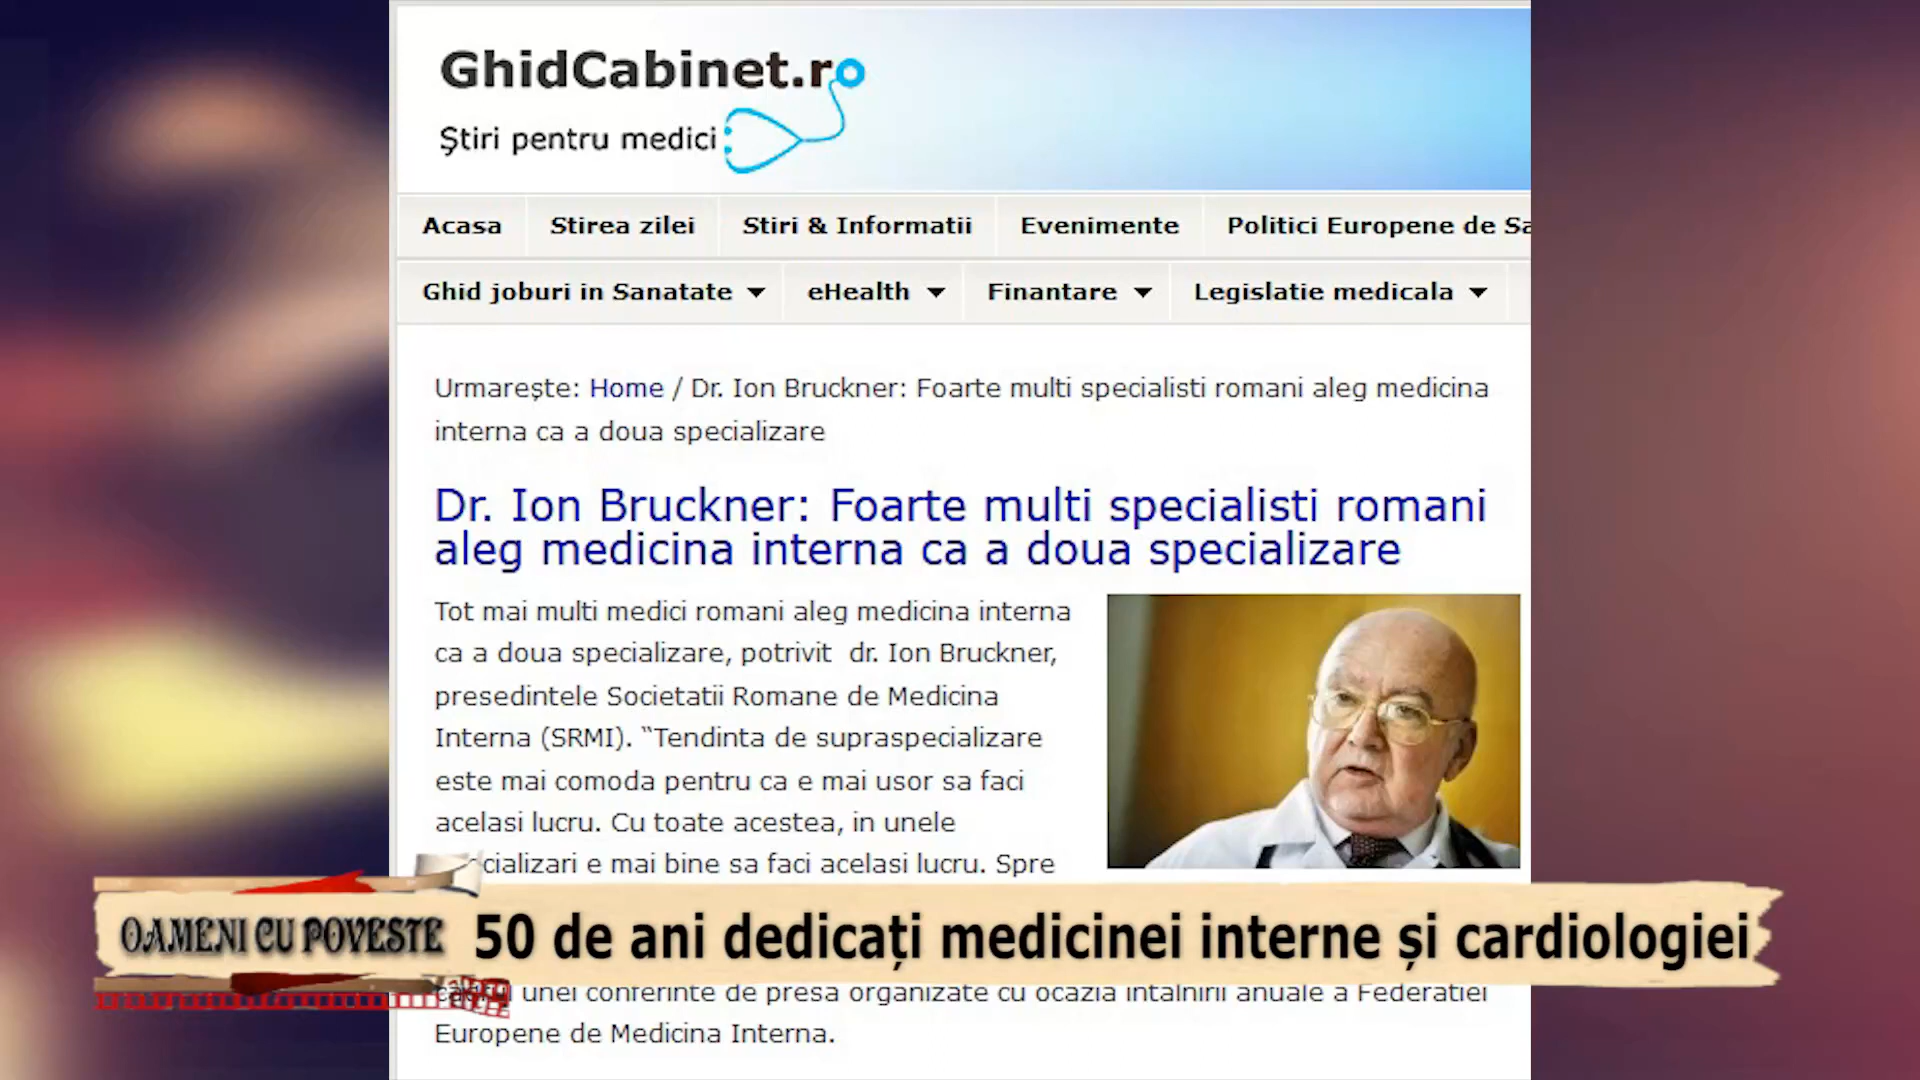 GhidCabinet.ro
Ştiri pentru medici
Acasa Stirea zilei Stiri & Informatii Evenimente Politici Europene de Sa
Ghid joburi in Sanatate eHealth Finantare Legislatie medicala
Urmareşte: Home / Dr. Ion Bruckner: Foarte multi specialisti romani aleg medicina
interna ca a doua specializare
Dr. Ion Bruckner: Foarte multi specialisti romani
aleg medicina interna ca a doua specializare
Tot mai multi medici romani aleg medicina interna
ca a doua specializare, potrivit dr. Ion Bruckner,
presedintele Societatii Romane de Medicina
Interna (SRMI). “Tendinta de supraspecializare
este mai comoda pentru ca e mai usor sa faci
acelasi lucru. Cu toate acestea, in unele
cializari e mai bine sa faci acelasi lucru. Spre
OAMENI CU POVESTE
50 de ani dedicați medicinei interne și cardiologiei
unei conferinte de presa organizate cu ocazia intalnirii anuale a Federatiei
Europene de Medicina Interna.